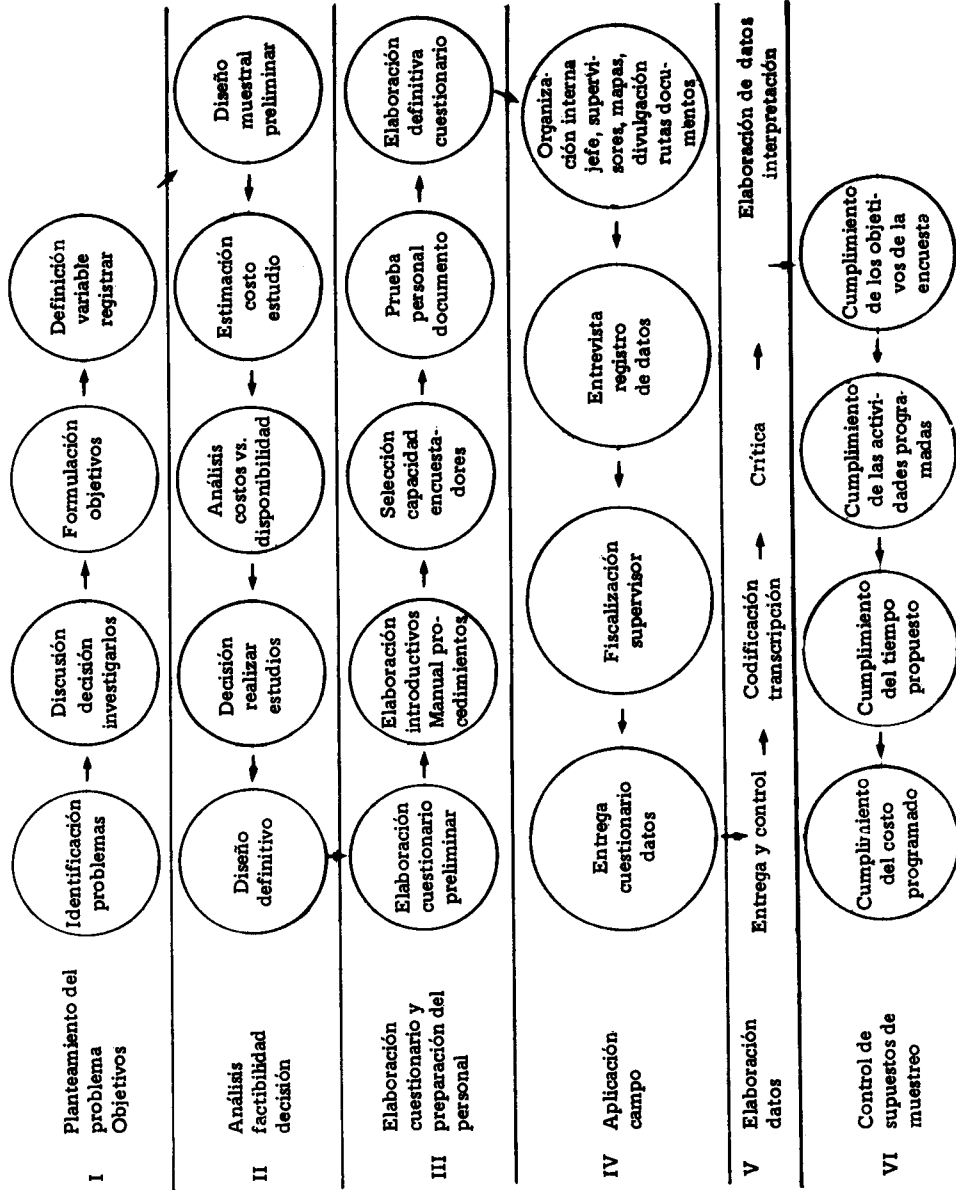 I
Planteamiento del
problema
Objetivos
Identificación
problemas
Discusión
decisión
investigarlos
Formulación
objetivos
Definición
variable
registrar
II
Análisis
factibilidad
decisión
Diseño
definitivo
Decisión
realizar
estudios
Análisis
costos vs.
disponibilidad
Estimación
costo
estudio
Diseño
muestral
preliminar
III
Elaboración
cuestionario y
preparación del
personal
Elaboración
cuestionario
preliminar
Elaboración
introductivos
Manual pro-
cedimientos
Selección
capacidad
encuesta-
dores
Prueba
personal
documento
Elaboración
definitiva
cuestionario
IV
Aplicación
campo
Entrega
cuestionario
datos
Fiscalización
supervisor
Entrevista
registro
de datos
Organiza-
ción interna
jefe, supervi-
sores, mapas,
divulgación
rutas docu-
mentos
V
Elaboración
datos
Entrega y control
Codificación
transcripción
Crítica
Elaboración de datos
interpretación
VI
Control de
supuestos de
muestreo
Cumplimiento
del costo
programado
Cumplimiento
del tiempo
propuesto
Cumplimiento
de las activi-
dades progra-
madas
Cumplimiento
de los objeti-
vos de la
encuesta